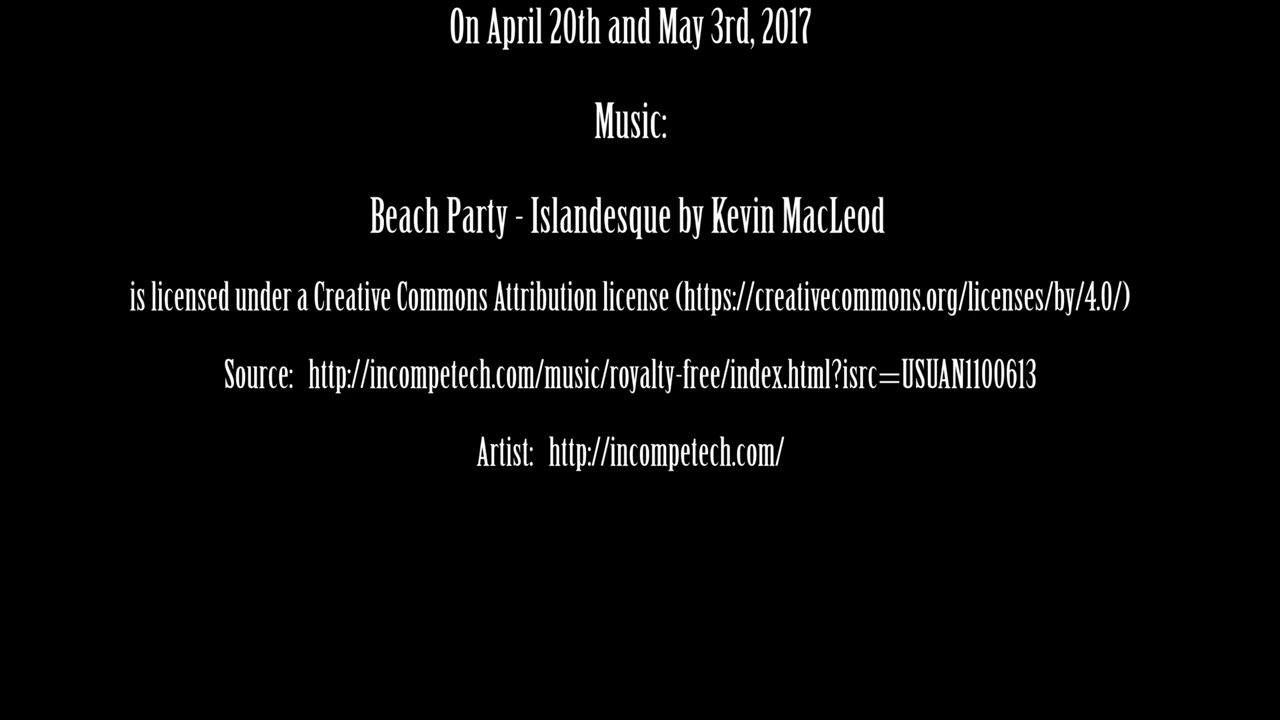 On April 20th and May 3rd, 2017
Music:
Beach Party - Islandesque by Kevin MacLeod
is licensed under a Creative Commons Attribution license (https://creativecommons.org/licenses/by/4.0/)
Source: http://incompetech.com/music/royalty-free/index.html?isrc=USUAN1100613
Artist: http://incompetech.com/